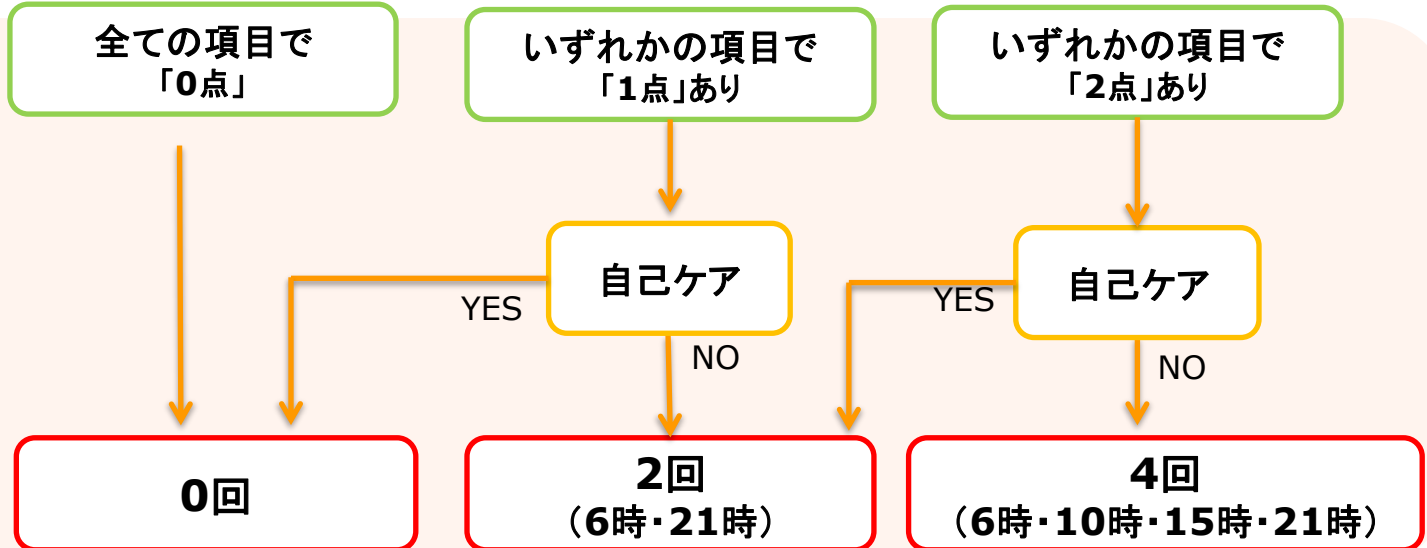 全ての項目で
「0点」
いずれかの項目で
「1点」あり
いずれかの項目で
「2点」あり
自己ケア
自己ケア
YES
YES
NO
NO
0回
2回
（6時・21時）
4回
（6時・10時・15時・21時）